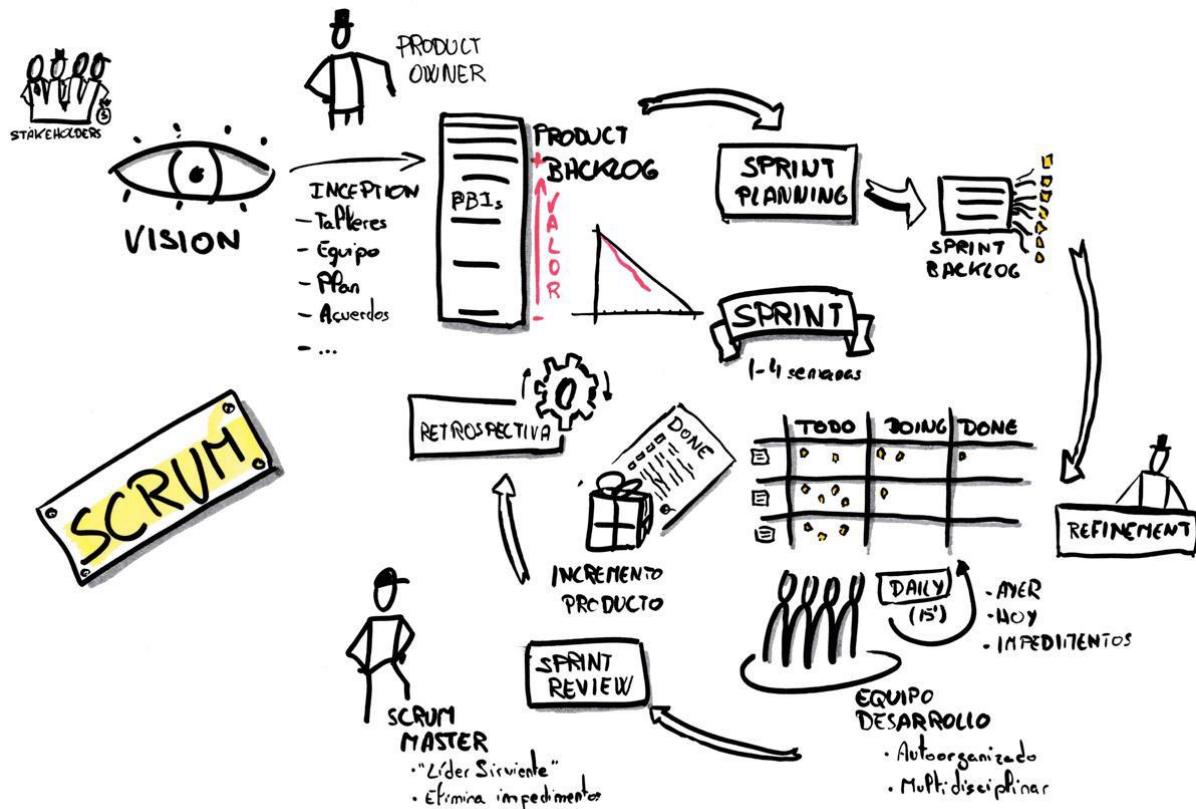 STAKEHOLDERS
VISION
PRODUCT
OWNER
INCEPTION
- Talleres
- Equipo
- Plan
- Acuerdos
- ...
PBIs
PRODUCT
BACKLOG
+
VALOR
-
SPRINT
PLANNING
SPRINT
BACKLOG
SPRINT
1-4 semanas
SCRUM
RETROSPECTIVA
DONE
INCREMENTO
PRODUCTO
TODO DOING DONE
REFINEMENT
DAILY
(15')
· AYER
· HOY
· IMPEDIMENTOS
SPRINT
REVIEW
EQUIPO
DESARROLLO
· Autoorganizado
· Multidisciplinar
SCRUM
MASTER
· "Líder Sirviente"
· Elimina impedimentos